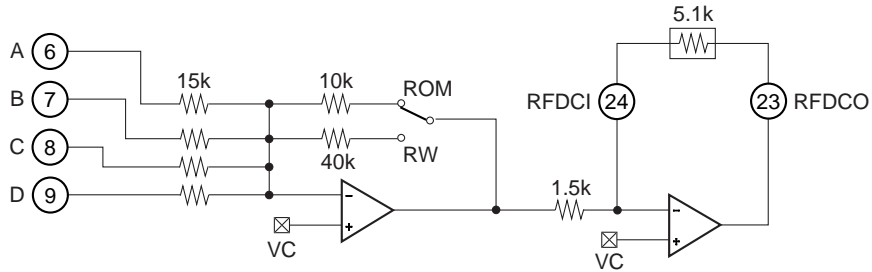 5.1k
A 6
15k
10k
ROM
B 7
RFDCI 24
23 RFDCO
C 8
40k
RW
D 9
1.5k
-
+
VC
-
+
VC